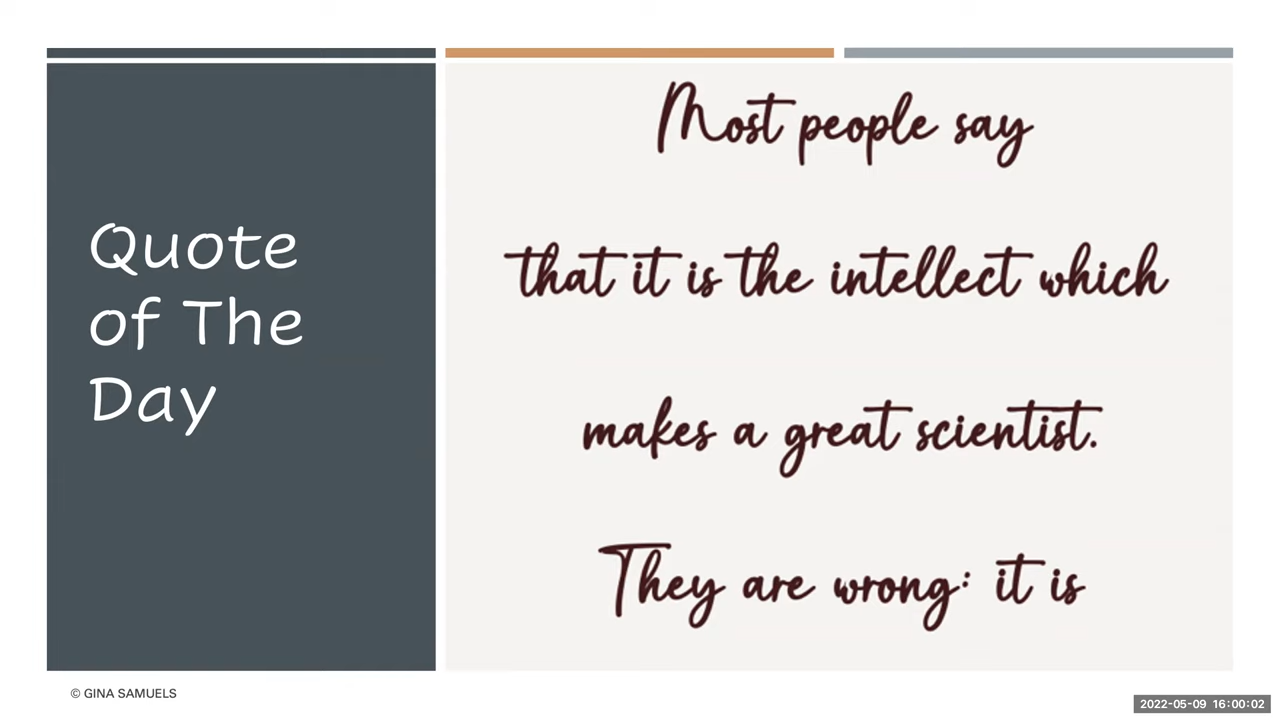 Quote
of The
Day
Most people say
that it is the intellect which
makes a great scientist.
They are wrong: it is
© GINA SAMUELS
2022-05-09 16:00:02